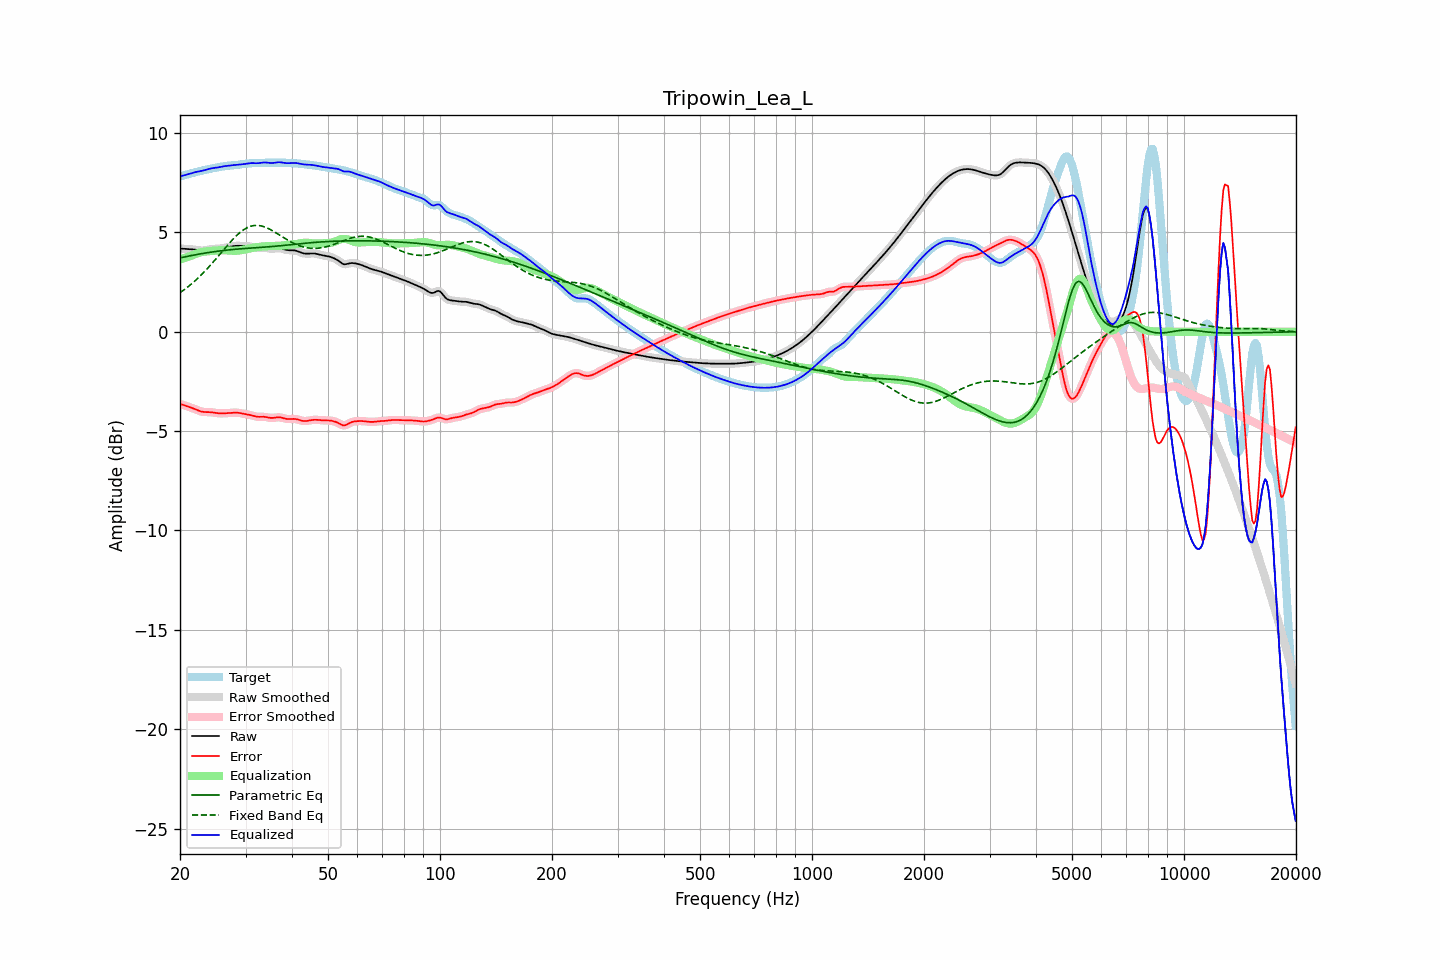 Tripowin_Lea_L
Amplitude (dBr)
10
5
0
−5
−10
−15
−20
−25
Target
Raw Smoothed
Error Smoothed
Raw
Error
Equalization
Parametric Eq
Fixed Band Eq
Equalized
20 50 100 200 500 1000 2000 5000 10000 20000
Frequency (Hz)